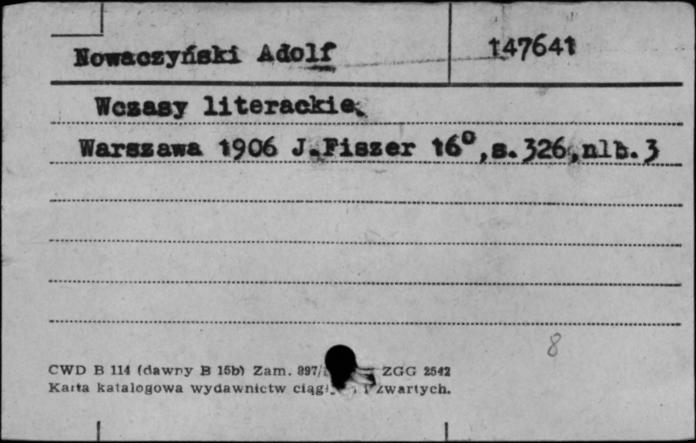 Nowaczyński Adolf 147641
Wczasy literackie.
Warszawa 1906 J.Fiszer 16°,s.326,nlb.3
8
CWD B 114 (dawny B 15b) Zam. 897/ ZGG 2542
Karta katalogowa wydawnictw i zwartych.